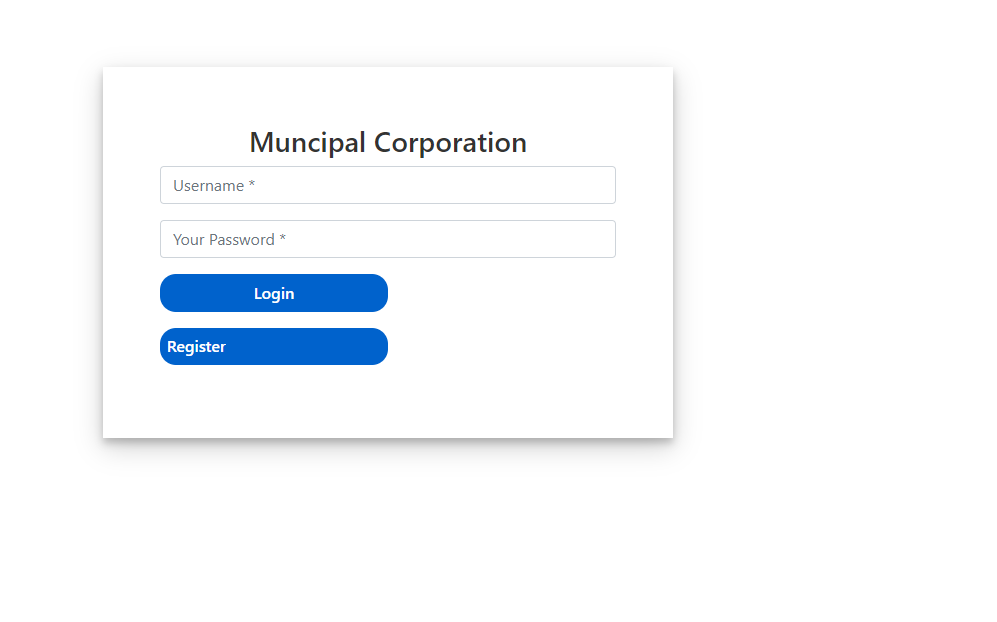 Muncipal Corporation
Username *
Your Password *
Login
Register